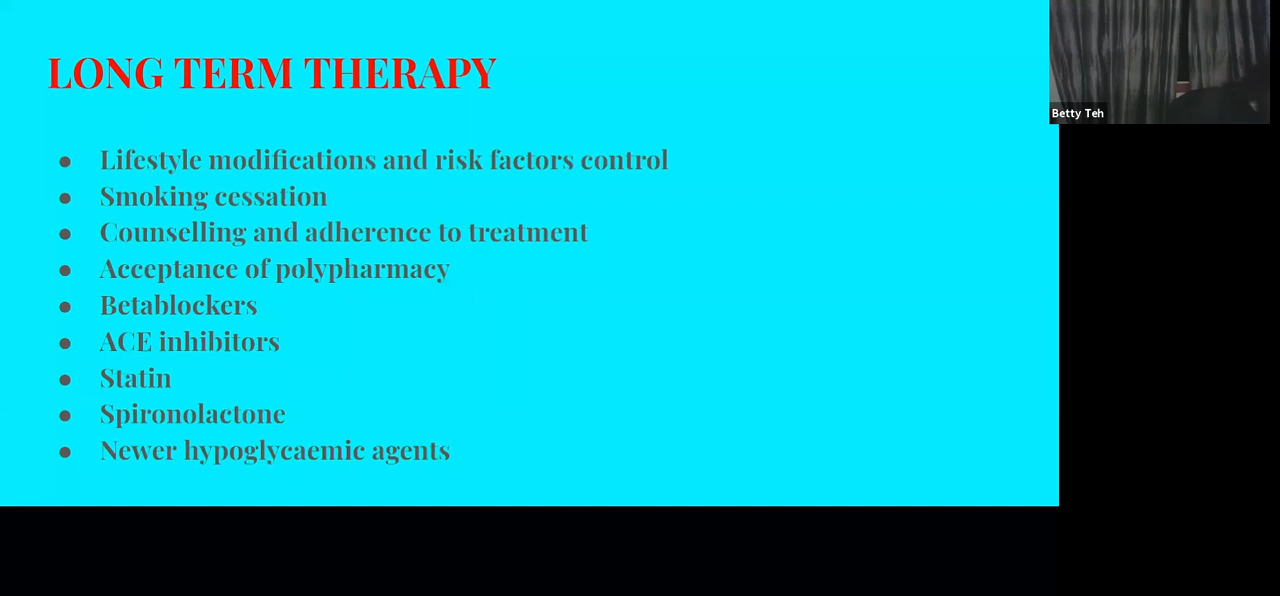 LONG TERM THERAPY
● Lifestyle modifications and risk factors control
● Smoking cessation
● Counselling and adherence to treatment
● Acceptance of polypharmacy
● Betablockers
● ACE inhibitors
● Statin
● Spironolactone
● Newer hypoglycaemic agents
Betty Teh